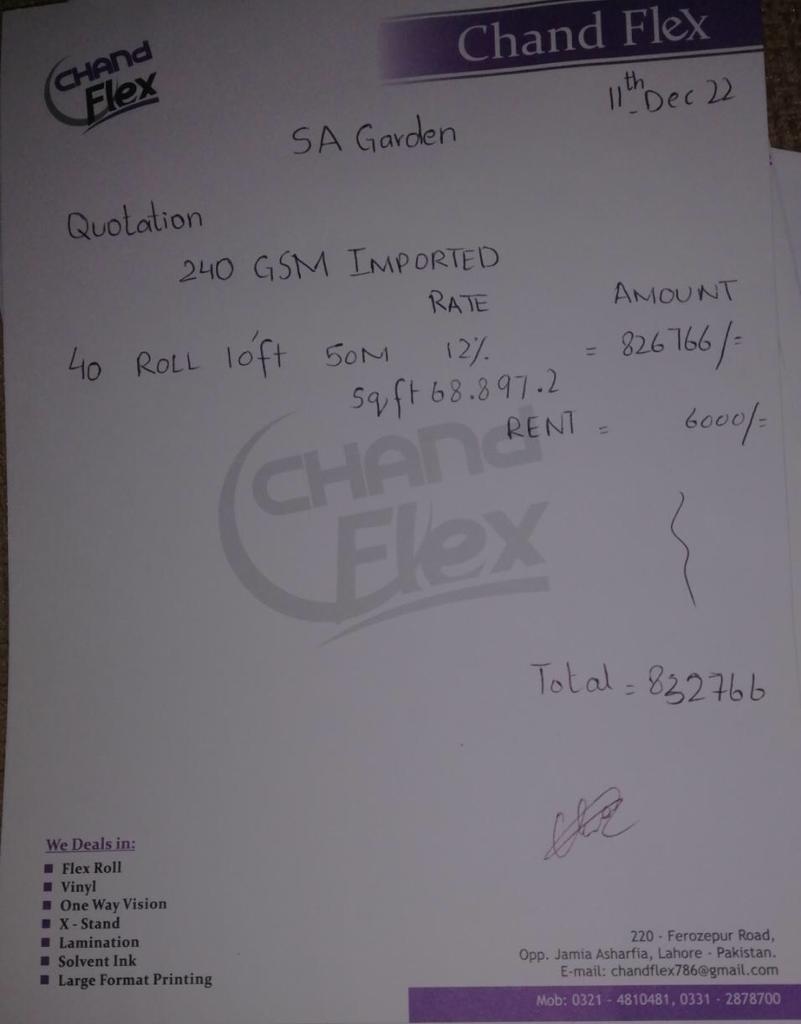 CHAND
Flex
Chand Flex
11th Dec 22
SA Garden
Quotation
240 GSM IMPORTED
RATE AMOUNT
40 ROLL 10'ft 50M 12% = 826766/=
Sqft 68.897.2
RENT = 6000/=
CHAND
Flex
Total = 832766
We Deals in:
Flex Roll
Vinyl
One Way Vision
X - Stand
Lamination
Solvent Ink
Large Format Printing
220 - Ferozepur Road,
Opp. Jamia Asharfia, Lahore - Pakistan.
E-mail: chandflex786@gmail.com
Mob: 0321 - 4810481, 0331 - 2878700